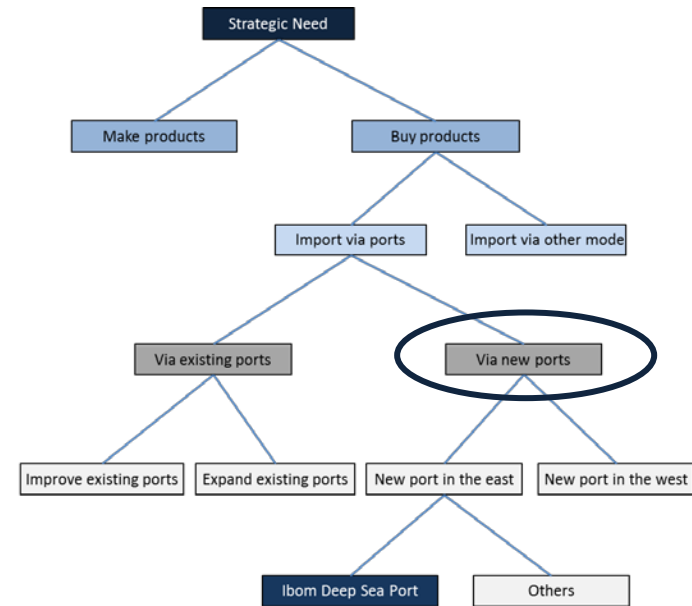 Strategic Need
Make products
Buy products
Import via ports
Import via other mode
Via existing ports
Via new ports
Improve existing ports
Expand existing ports
New port in the east
New port in the west
Ibom Deep Sea Port
Others